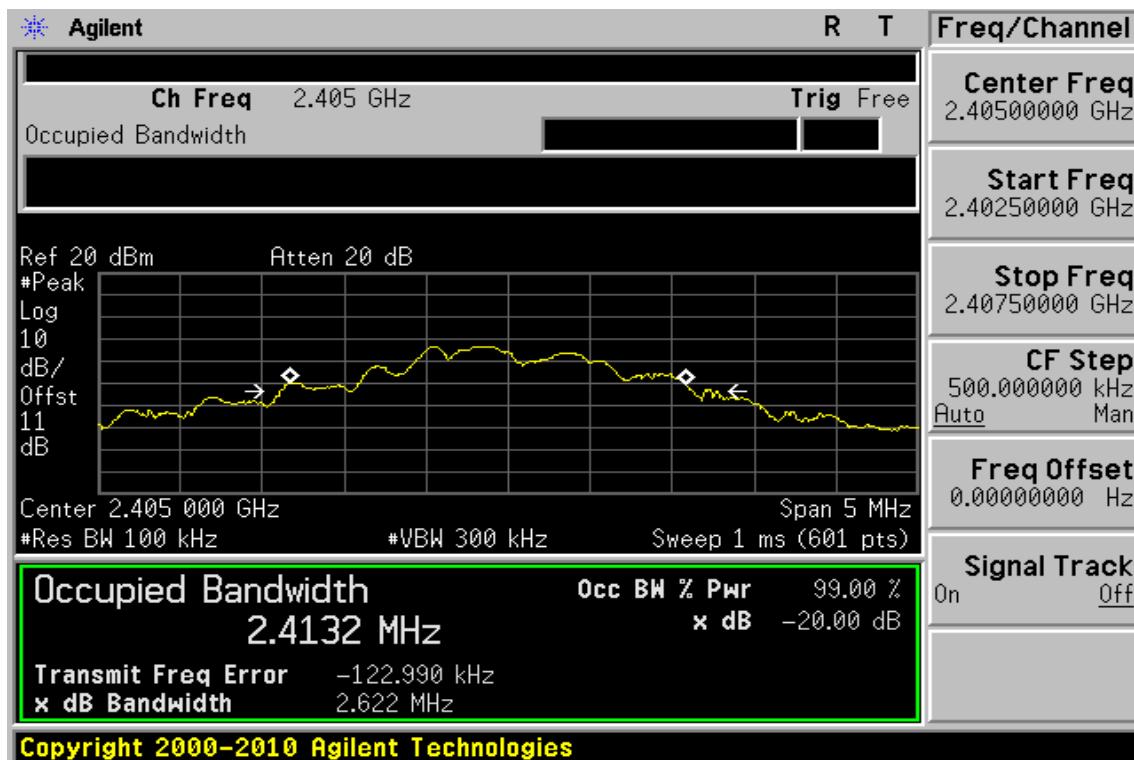 Agilent R T
Freq/Channel
Ch Freq 2.405 GHz Trig Free
Occupied Bandwidth
Center Freq
2.40500000 GHz
Start Freq
2.40250000 GHz
Stop Freq
2.40750000 GHz
CF Step
500.000000 kHz
Auto Man
Freq Offset
0.00000000 Hz
Signal Track
On Off
Ref 20 dBm Atten 20 dB
#Peak
Log
10
dB/
Offst
11
dB
Center 2.405 000 GHz Span 5 MHz
#Res BW 100 kHz #VBW 300 kHz Sweep 1 ms (601 pts)
Occupied Bandwidth
2.4132 MHz
Occ BW % Pwr 99.00 %
x dB -20.00 dB
Transmit Freq Error -122.990 kHz
x dB Bandwidth 2.622 MHz
Copyright 2000-2010 Agilent Technologies